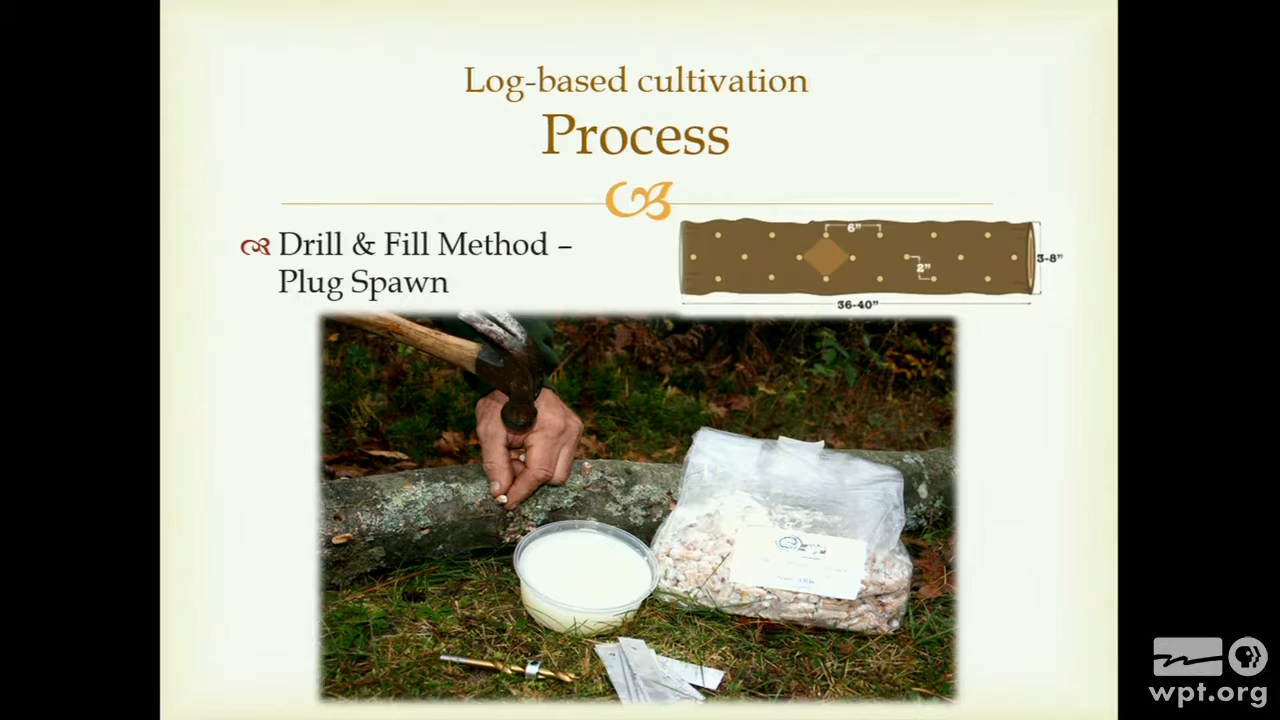 Log-based cultivation
Process
Drill & Fill Method –
Plug Spawn
6"
2"
3-8"
36-40"
wpt.org